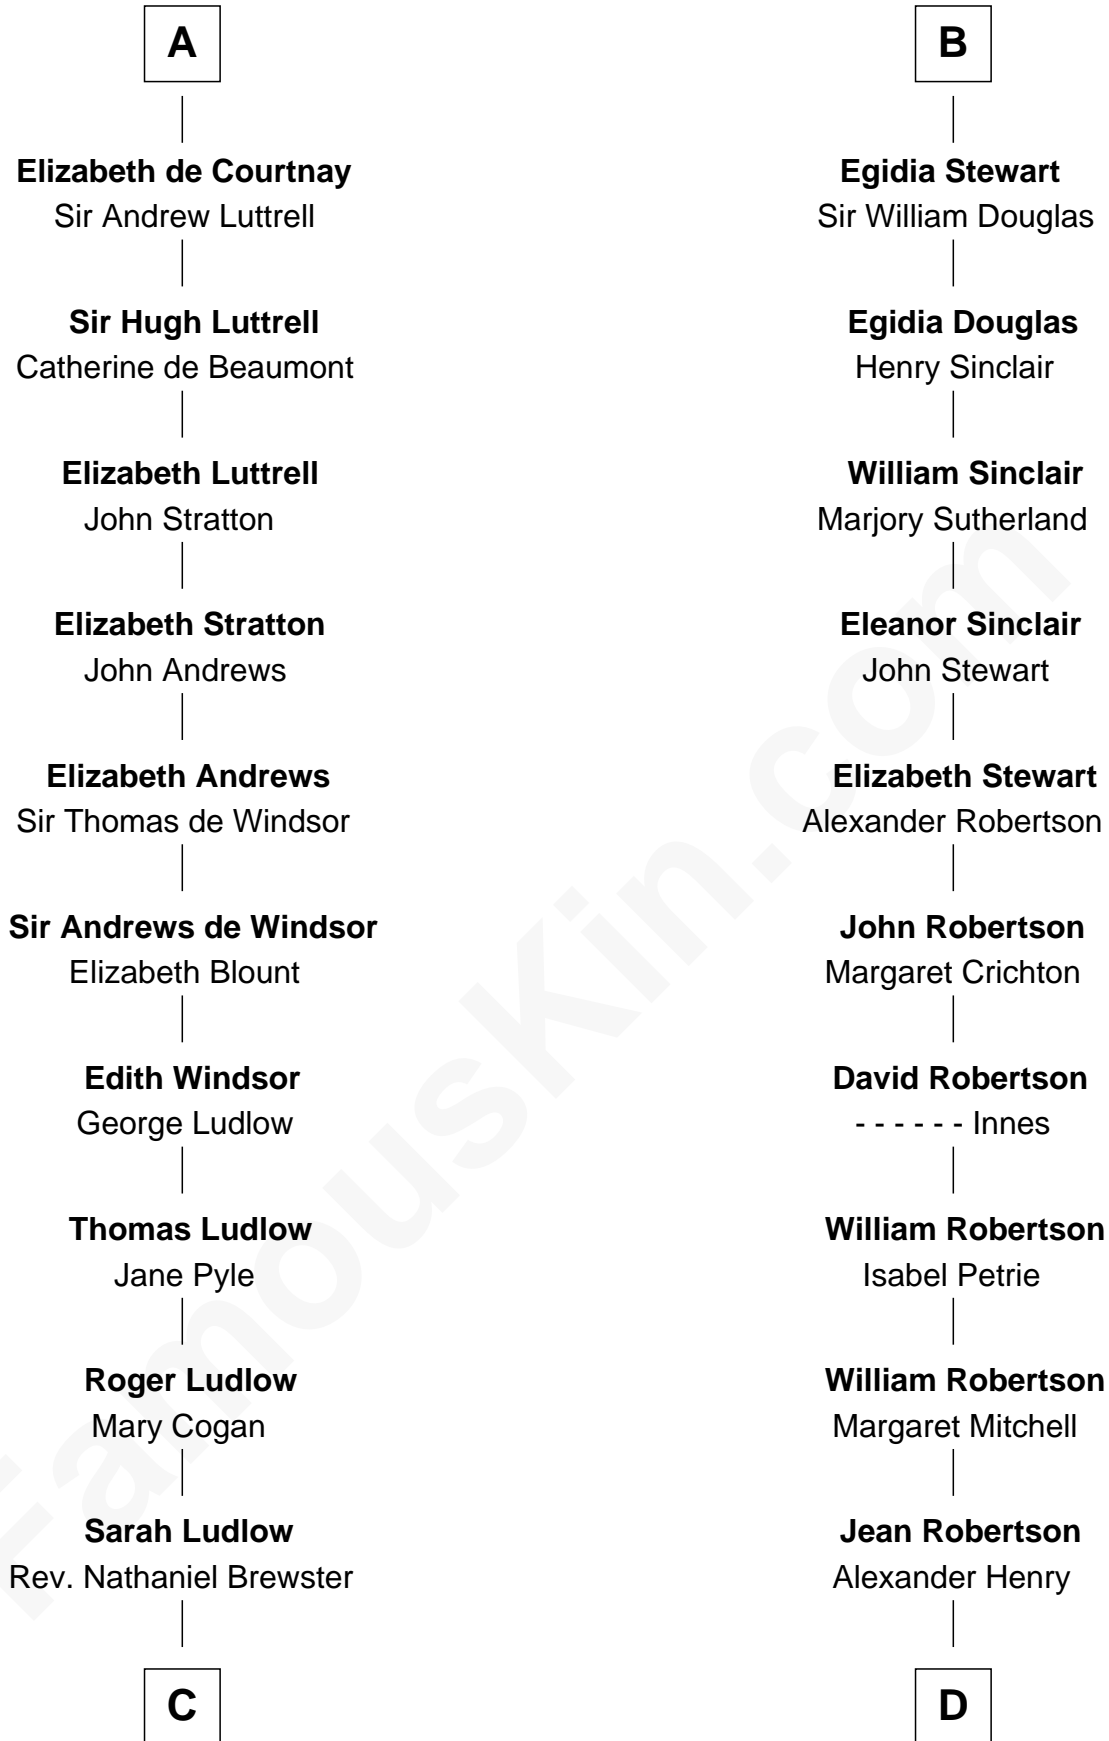 A
Elizabeth de Courtnay
Sir Andrew Luttrell
Sir Hugh Luttrell
Catherine de Beaumont
Elizabeth Luttrell
John Stratton
Elizabeth Stratton
John Andrews
Elizabeth Andrews
Sir Thomas de Windsor
Sir Andrews de Windsor
Elizabeth Blount
Edith Windsor
George Ludlow
Thomas Ludlow
Jane Pyle
Roger Ludlow
Mary Cogan
Sarah Ludlow
Rev. Nathaniel Brewster
C
B
Egidia Stewart
Sir William Douglas
Egidia Douglas
Henry Sinclair
William Sinclair
Marjory Sutherland
Eleanor Sinclair
John Stewart
Elizabeth Stewart
Alexander Robertson
John Robertson
Margaret Crichton
David Robertson
- - - - - - Innes
William Robertson
Isabel Petrie
William Robertson
Margaret Mitchell
Jean Robertson
Alexander Henry
D
FamousKin.com